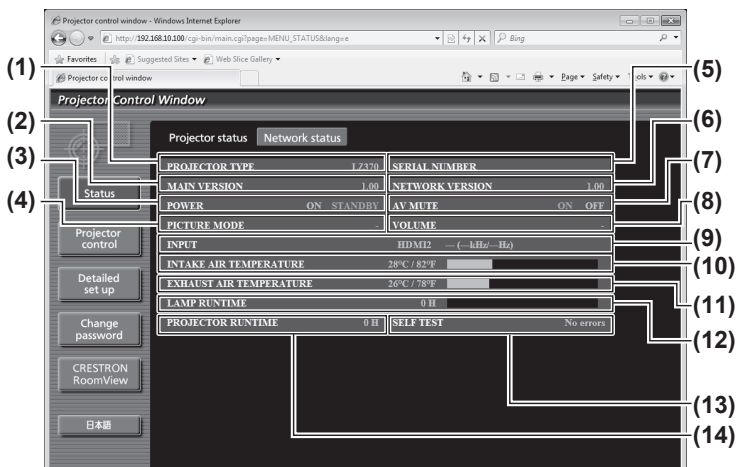 Projector control window - Windows Internet Explorer
http://192.168.10.100/cgi-bin/main.cgi?page=MENU_STATUS&lang=e
Bing
Favorites Suggested Sites Web Slice Gallery
Projector control window Page Safety Tools
Projector Control Window
Projector status Network status
(1)
(2)
(3)
(4)
(5)
(6)
(7)
(8)
(9)
(10)
(11)
(12)
(13)
(14)
Status
Projector
control
Detailed
set up
Change
password
CRESTRON
RoomView
日本語
PROJECTOR TYPE LZ370 SERIAL NUMBER
MAIN VERSION 1.00 NETWORK VERSION 1.00
POWER ON STANDBY AV MUTE ON OFF
PICTURE MODE - VOLUME -
INPUT HDMI2 --- (---kHz/---Hz)
INTAKE AIR TEMPERATURE 28°C / 82°F
EXHAUST AIR TEMPERATURE 26°C / 78°F
LAMP RUNTIME 0 H
PROJECTOR RUNTIME 0 H SELF TEST No errors